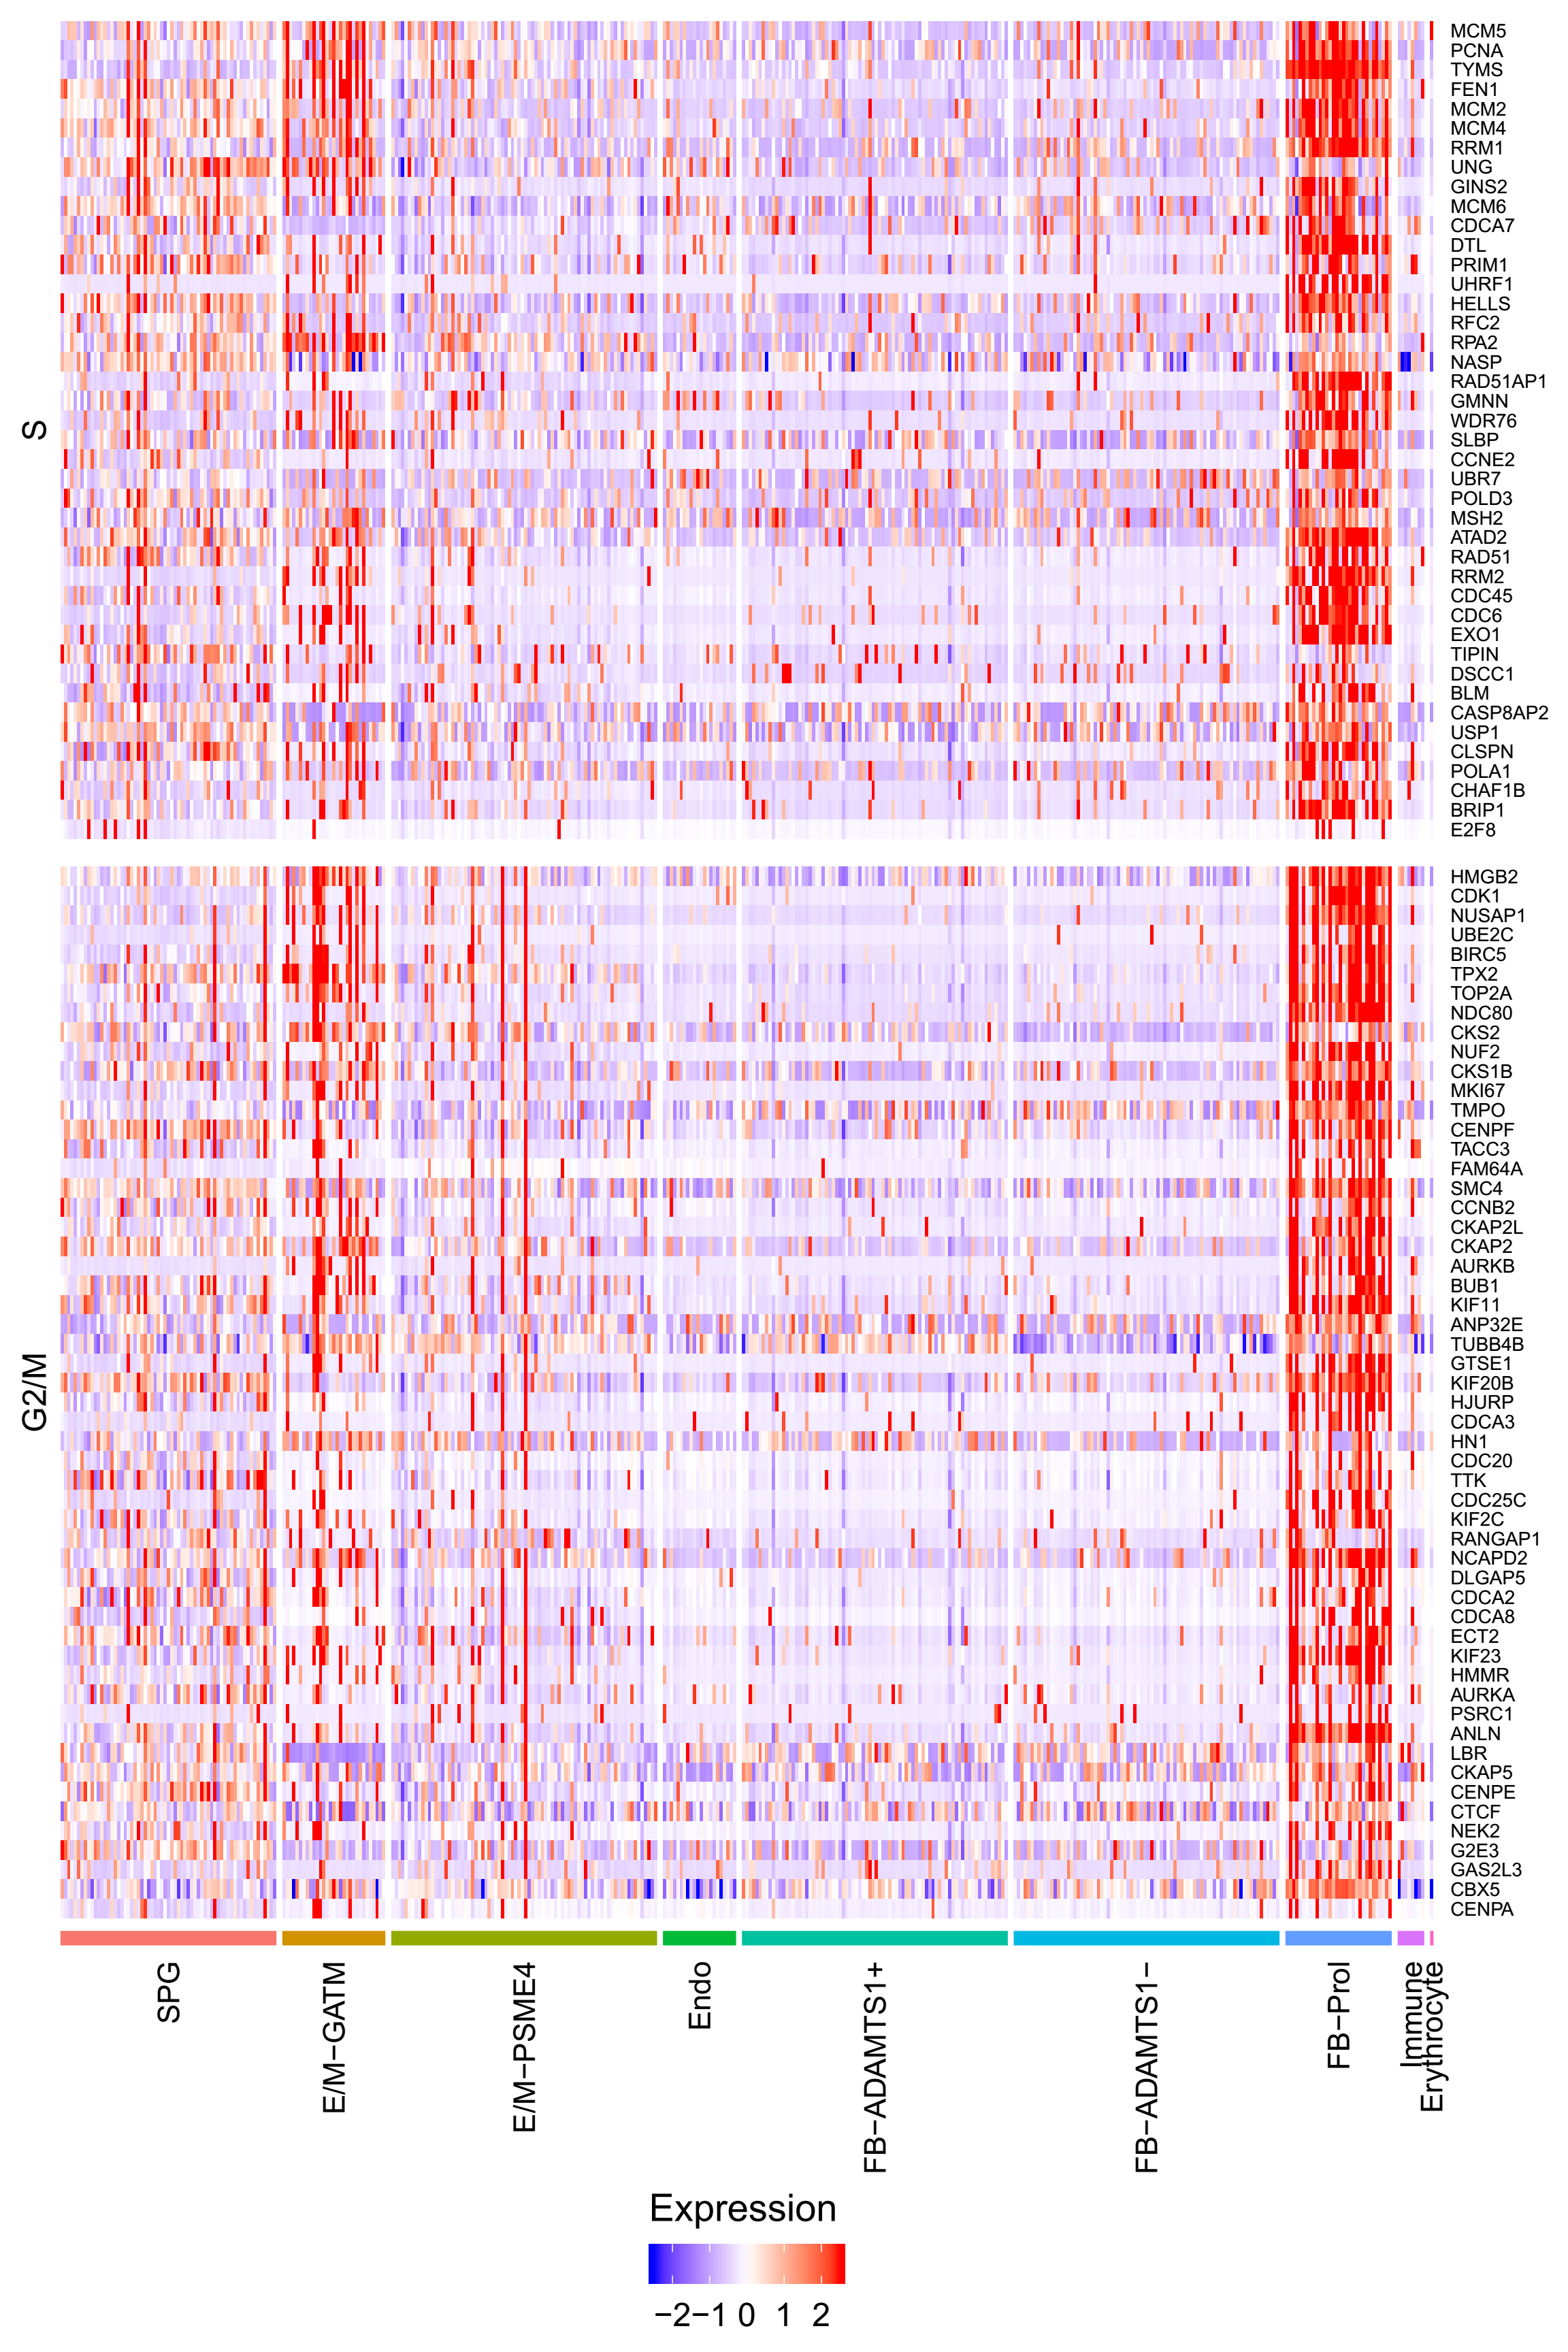 S
MCM5
PCNA
TYMS
FEN1
MCM2
MCM4
RRM1
UNG
GINS2
MCM6
CDCA7
DTL
PRIM1
UHRF1
HELLS
RFC2
RPA2
NASP
RAD51AP1
GMNN
WDR76
SLBP
CCNE2
UBR7
POLD3
MSH2
ATAD2
RAD51
RRM2
CDC45
CDC6
EXO1
TIPIN
DSCC1
BLM
CASP8AP2
USP1
CLSPN
POLA1
CHAF1B
BRIP1
E2F8
G2/M
HMGB2
CDK1
NUSAP1
UBE2C
BIRC5
TPX2
TOP2A
NDC80
CKS2
NUF2
CKS1B
MKI67
TMPO
CENPF
TACC3
FAM64A
SMC4
CCNB2
CKAP2L
CKAP2
AURKB
BUB1
KIF11
ANP32E
TUBB4B
GTSE1
KIF20B
HJURP
CDCA3
HN1
CDC20
TTK
CDC25C
KIF2C
RANGAP1
NCAPD2
DLGAP5
CDCA2
CDCA8
ECT2
KIF23
HMMR
AURKA
PSRC1
ANLN
LBR
CKAP5
CENPE
CTCF
NEK2
G2E3
GAS2L3
CBX5
CENPA
SPG
E/M−GATM
E/M−PSME4
Endo
FB−ADAMTS1+
FB−ADAMTS1−
FB−Prol
Immune
Erythrocyte
Expression
−2 −1 0 1 2